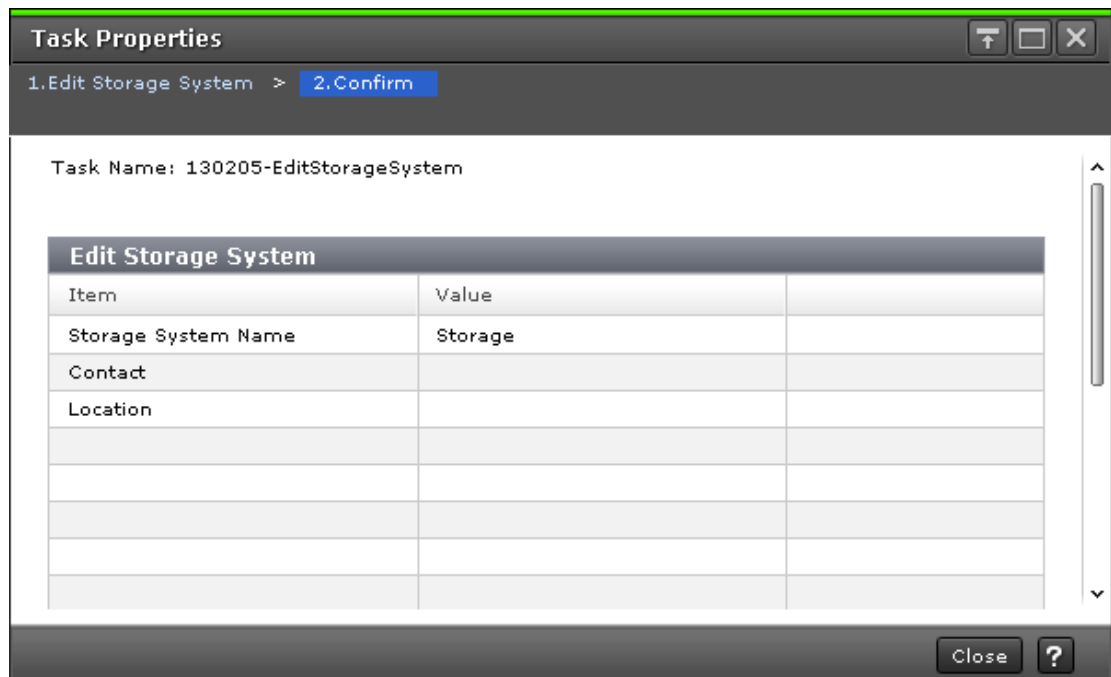 Task Properties
1.Edit Storage System > 2.Confirm
Task Name: 130205-EditStorageSystem
Edit Storage System
Item Value
Storage System Name Storage
Contact
Location
Close ?